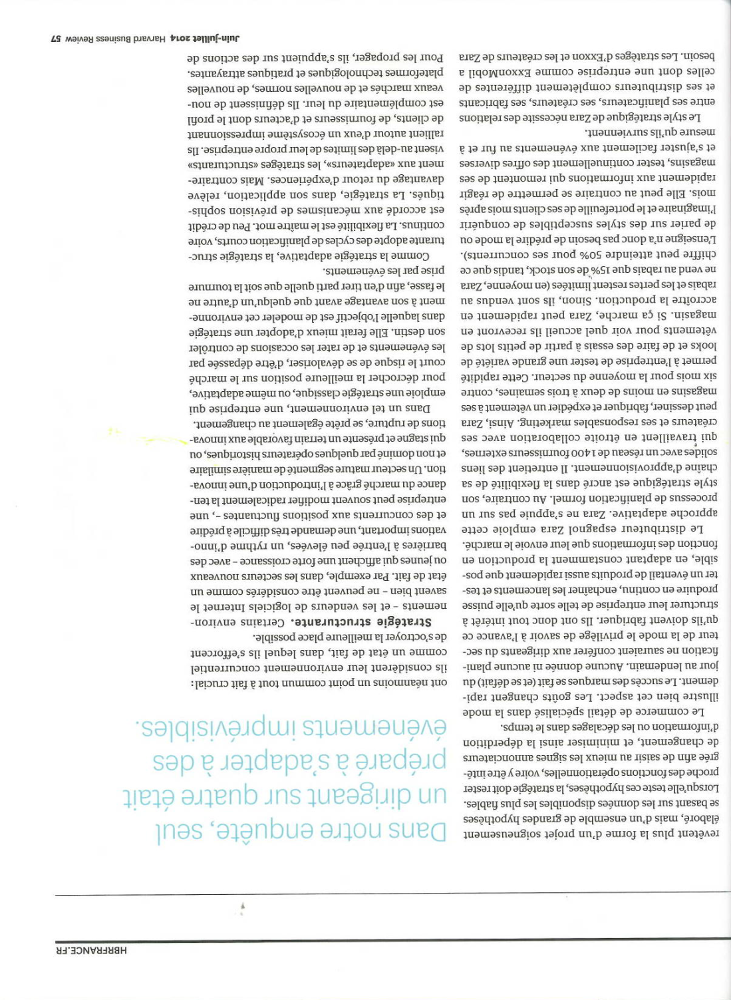 HBRFRANCE.FR
revêtent plus la forme d'un projet soigneusement
élaboré, mais d'un ensemble de grandes hypothèses
se basant sur les données disponibles les plus fiables.
Lorsqu'elle teste ces hypothèses, la stratégie doit rester
proche des fonctions opérationnelles, voire y être inté-
grée afin de saisir au mieux les signes annonciateurs
de changement, et minimiser ainsi la déperdition
d'information ou les décalages dans le temps.
Le commerce de détail spécialisé dans la mode
illustre bien cet aspect. Les goûts changent rapi-
dement. Le succès des marques se fait (et se défait) du
jour au lendemain. Aucune donnée ni aucune plani-
fication ne sauraient conférer aux dirigeants du sec-
teur de la mode le privilège de savoir à l'avance ce
qu'ils doivent fabriquer. Ils ont donc tout intérêt à
structurer leur entreprise de telle sorte qu'elle puisse
produire en continu, enchaîner les lancements et tes-
ter un éventail de produits aussi rapidement que pos-
sible, en adaptant constamment la production en
fonction des informations que leur envoie le marché.
Le distributeur espagnol Zara emploie cette
approche adaptative. Zara ne s'appuie pas sur un
processus de planification formel. Au contraire, son
style stratégique est ancré dans la flexibilité de sa
chaîne d'approvisionnement. Il entretient des liens
solides avec un réseau de 1400 fournisseurs externes,
qui travaillent en étroite collaboration avec ses
créateurs et ses responsables marketing. Ainsi, Zara
peut dessiner, fabriquer et expédier un vêtement à ses
magasins en moins de deux à trois semaines, contre
six mois pour la moyenne du secteur. Cette rapidité
permet à l'entreprise de tester une grande variété de
looks et de faire des essais à partir de petits lots de
vêtements pour voir quel accueil ils recevront en
magasin. Si ça marche, Zara peut rapidement en
accroître la production. Sinon, ils sont vendus au
rabais et les pertes restent limitées (en moyenne, Zara
ne vend au rabais que 15% de son stock, tandis que ce
chiffre peut atteindre 50% pour ses concurrents).
L'enseigne n'a donc pas besoin de prédire la mode ou
de parier sur des styles susceptibles de conquérir
l'imaginaire et le portefeuille de ses clients mois après
mois. Elle peut au contraire se permettre de réagir
rapidement aux informations qui remontent de ses
magasins, tester continuellement des offres diverses
et s'ajuster facilement aux événements au fur et à
mesure qu'ils surviennent.
Le style stratégique de Zara nécessite des relations
entre ses planificateurs, ses créateurs, ses fabricants
et ses distributeurs complètement différentes de
celles dont une entreprise comme ExxonMobil a
besoin. Les stratèges d'Exxon et les créateurs de Zara
Dans notre enquête, seul
un dirigeant sur quatre était
préparé à s'adapter à des
événements imprévisibles.
ont néanmoins un point commun tout à fait crucial:
ils considèrent leur environnement concurrentiel
comme un état de fait, dans lequel ils s'efforcent
de s'octroyer la meilleure place possible.
Stratégie structurante. Certains environ-
nements – et les vendeurs de logiciels Internet le
savent bien – ne peuvent être considérés comme un
état de fait. Par exemple, dans les secteurs nouveaux
ou jeunes qui affichent une forte croissance – avec des
barrières à l'entrée peu élevées, un rythme d'inno-
vations important, une demande très difficile à prédire
et des concurrents aux positions fluctuantes –, une
entreprise peut souvent modifier radicalement la ten-
dance du marché grâce à l'introduction d'une innova-
tion. Un secteur mature segmenté de manière similaire
et non dominé par quelques opérateurs historiques, ou
qui stagne et présente un terrain favorable aux innova-
tions de rupture, se prête également au changement.
Dans un tel environnement, une entreprise qui
emploie une stratégie classique, ou même adaptative,
pour décrocher la meilleure position sur le marché
court le risque de se dévaloriser, d'être dépassée par
les événements et de rater les occasions de contrôler
son destin. Elle ferait mieux d'adopter une stratégie
dans laquelle l'objectif est de modeler cet environne-
ment à son avantage avant que quelqu'un d'autre ne
le fasse, afin d'en tirer parti quelle que soit la tournure
prise par les événements.
Comme la stratégie adaptative, la stratégie struc-
turante adopte des cycles de planification courts, voire
continus. La flexibilité est le maître mot. Peu de crédit
est accordé aux mécanismes de prévision sophis-
tiqués. La stratégie, dans son application, relève
davantage du retour d'expériences. Mais contraire-
ment aux «adaptateurs», les stratèges «structurants»
visent au-delà des limites de leur propre entreprise. Ils
rallient autour d'eux un écosystème impressionnant
de clients, de fournisseurs et d'acteurs dont le profil
est complémentaire du leur. Ils définissent de nou-
veaux marchés et de nouvelles normes, de nouvelles
plateformes technologiques et pratiques attrayantes.
Pour les propager, ils s'appuient sur des actions de
Juin-juillet 2014 Harvard Business Review 57